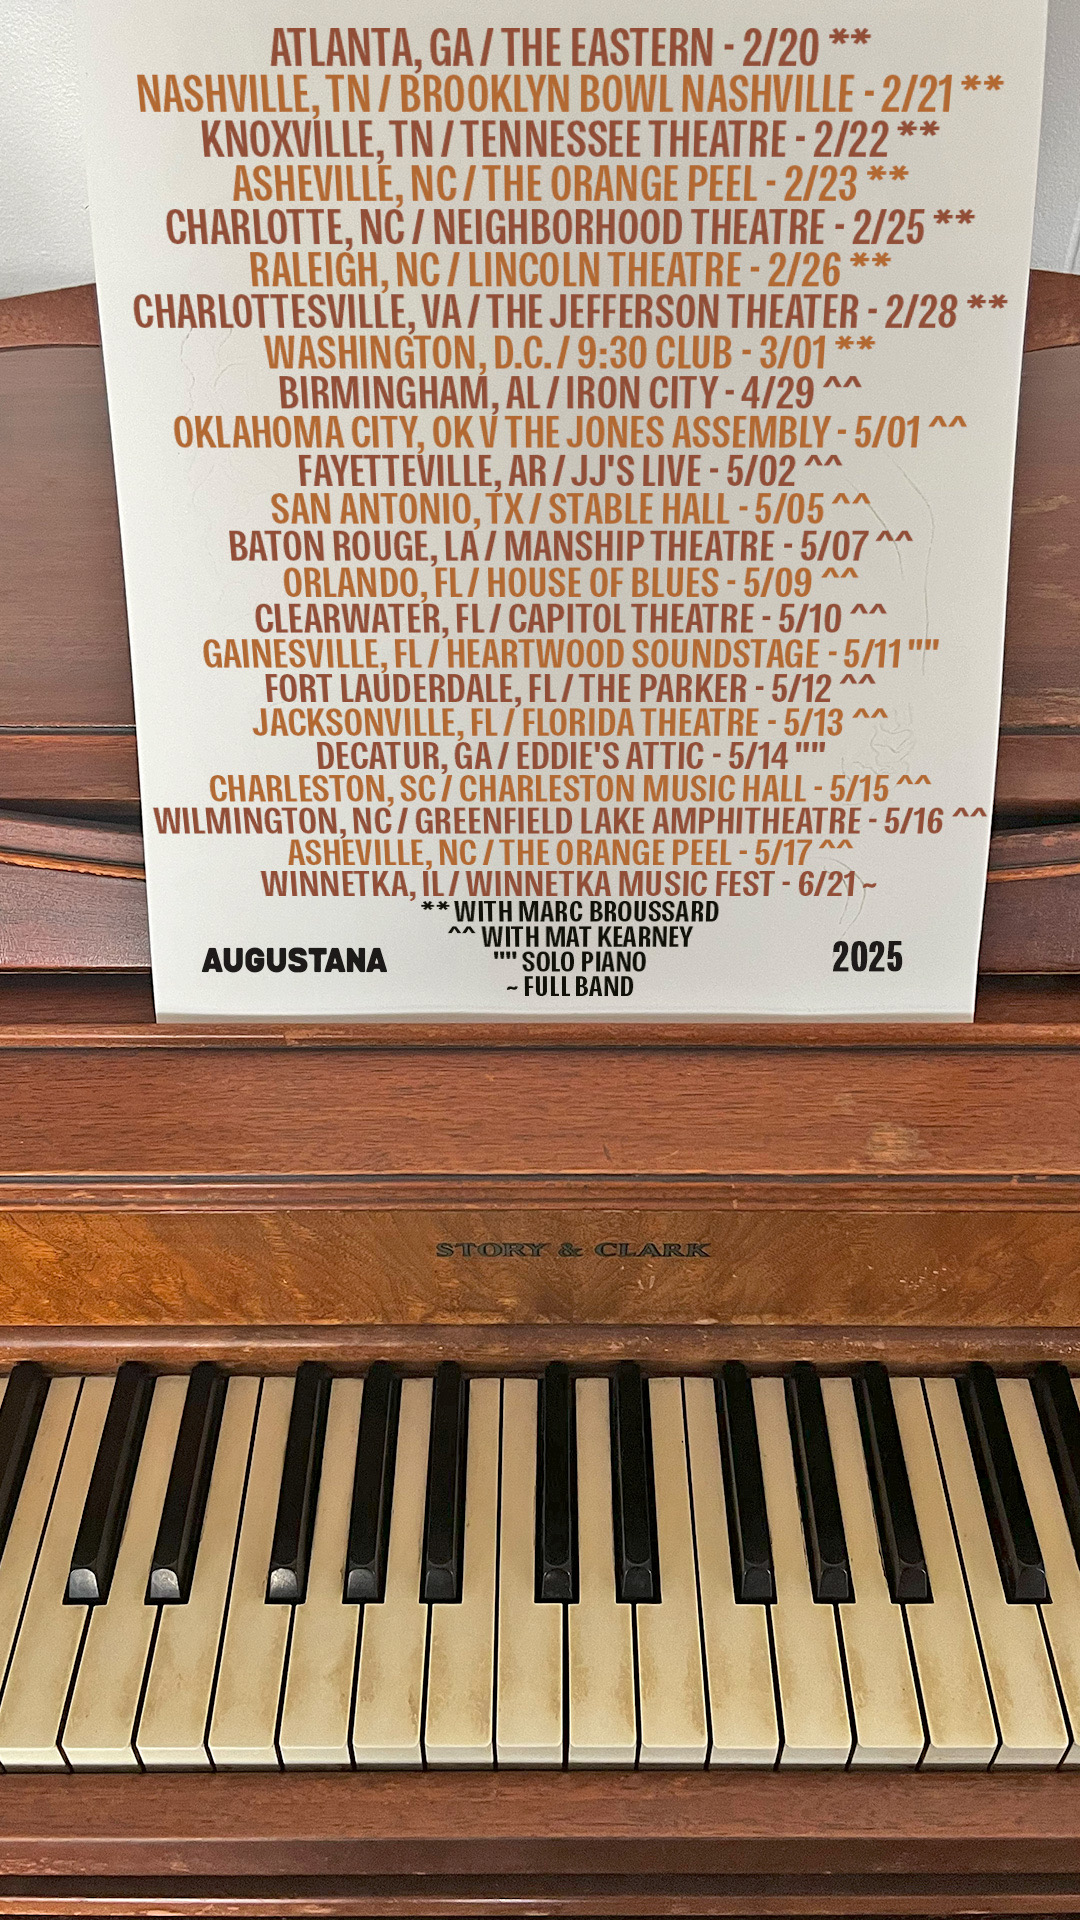 ATLANTA, GA / THE EASTERN - 2/20 **
NASHVILLE, TN / BROOKLYN BOWL NASHVILLE - 2/21 **
KNOXVILLE, TN / TENNESSEE THEATRE - 2/22 **
ASHEVILLE, NC / THE ORANGE PEEL - 2/23 **
CHARLOTTE, NC / NEIGHBORHOOD THEATRE - 2/25 **
RALEIGH, NC / LINCOLN THEATRE - 2/26 **
CHARLOTTESVILLE, VA / THE JEFFERSON THEATER - 2/28 **
WASHINGTON, D.C. / 9:30 CLUB - 3/01 **
BIRMINGHAM, AL / IRON CITY - 4/29 ^^
OKLAHOMA CITY, OK V THE JONES ASSEMBLY - 5/01 ^^
FAYETTEVILLE, AR / JJ'S LIVE - 5/02 ^^
SAN ANTONIO, TX / STABLE HALL - 5/05 ^^
BATON ROUGE, LA / MANSHIP THEATRE - 5/07 ^^
ORLANDO, FL / HOUSE OF BLUES - 5/09 ^^
CLEARWATER, FL / CAPITOL THEATRE - 5/10 ^^
GAINESVILLE, FL / HEARTWOOD SOUNDSTAGE - 5/11 ""
FORT LAUDERDALE, FL / THE PARKER - 5/12 ^^
JACKSONVILLE, FL / FLORIDA THEATRE - 5/13 ^^
DECATUR, GA / EDDIE'S ATTIC - 5/14 ""
CHARLESTON, SC / CHARLESTON MUSIC HALL - 5/15 ^^
WILMINGTON, NC / GREENFIELD LAKE AMPHITHEATRE - 5/16 ^^
ASHEVILLE, NC / THE ORANGE PEEL - 5/17 ^^
WINNETKA, IL / WINNETKA MUSIC FEST - 6/21 ~
** WITH MARC BROUSSARD
^^ WITH MAT KEARNEY
"" SOLO PIANO
~ FULL BAND
AUGUSTANA
2025
STORY & CLARK